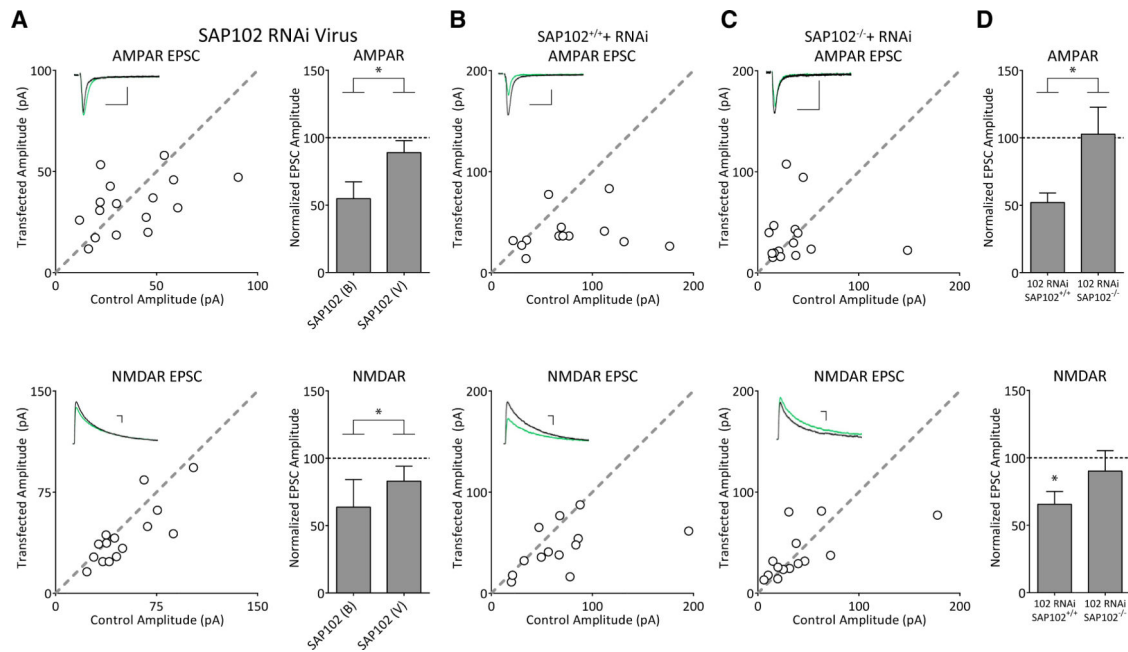 A
SAP102 RNAi Virus
AMPAR EPSC
Transfected Amplitude (pA)
100
50
0
0
50
100
Control Amplitude (pA)
AMPAR
*
Normalized EPSC Amplitude
150
100
50
0
SAP102 (B)
SAP102 (V)
NMDAR EPSC
Transfected Amplitude (pA)
150
75
0
0
75
150
Control Amplitude (pA)
NMDAR
*
Normalized EPSC Amplitude
150
100
50
0
SAP102 (B)
SAP102 (V)
B
SAP102+/++ RNAi
AMPAR EPSC
Transfected Amplitude (pA)
200
100
0
0
100
200
Control Amplitude (pA)
NMDAR EPSC
Transfected Amplitude (pA)
200
100
0
0
100
200
Control Amplitude (pA)
C
SAP102-/-+ RNAi
AMPAR EPSC
Transfected Amplitude (pA)
200
100
0
0
100
200
Control Amplitude (pA)
NMDAR EPSC
Transfected Amplitude (pA)
200
100
0
0
100
200
Control Amplitude (pA)
D
AMPAR
*
Normalized EPSC Amplitude
150
100
50
0
102 RNAi
SAP102+/+
102 RNAi
SAP102-/-
NMDAR
Normalized EPSC Amplitude
150
100
50
0
*
102 RNAi
SAP102+/+
102 RNAi
SAP102-/-